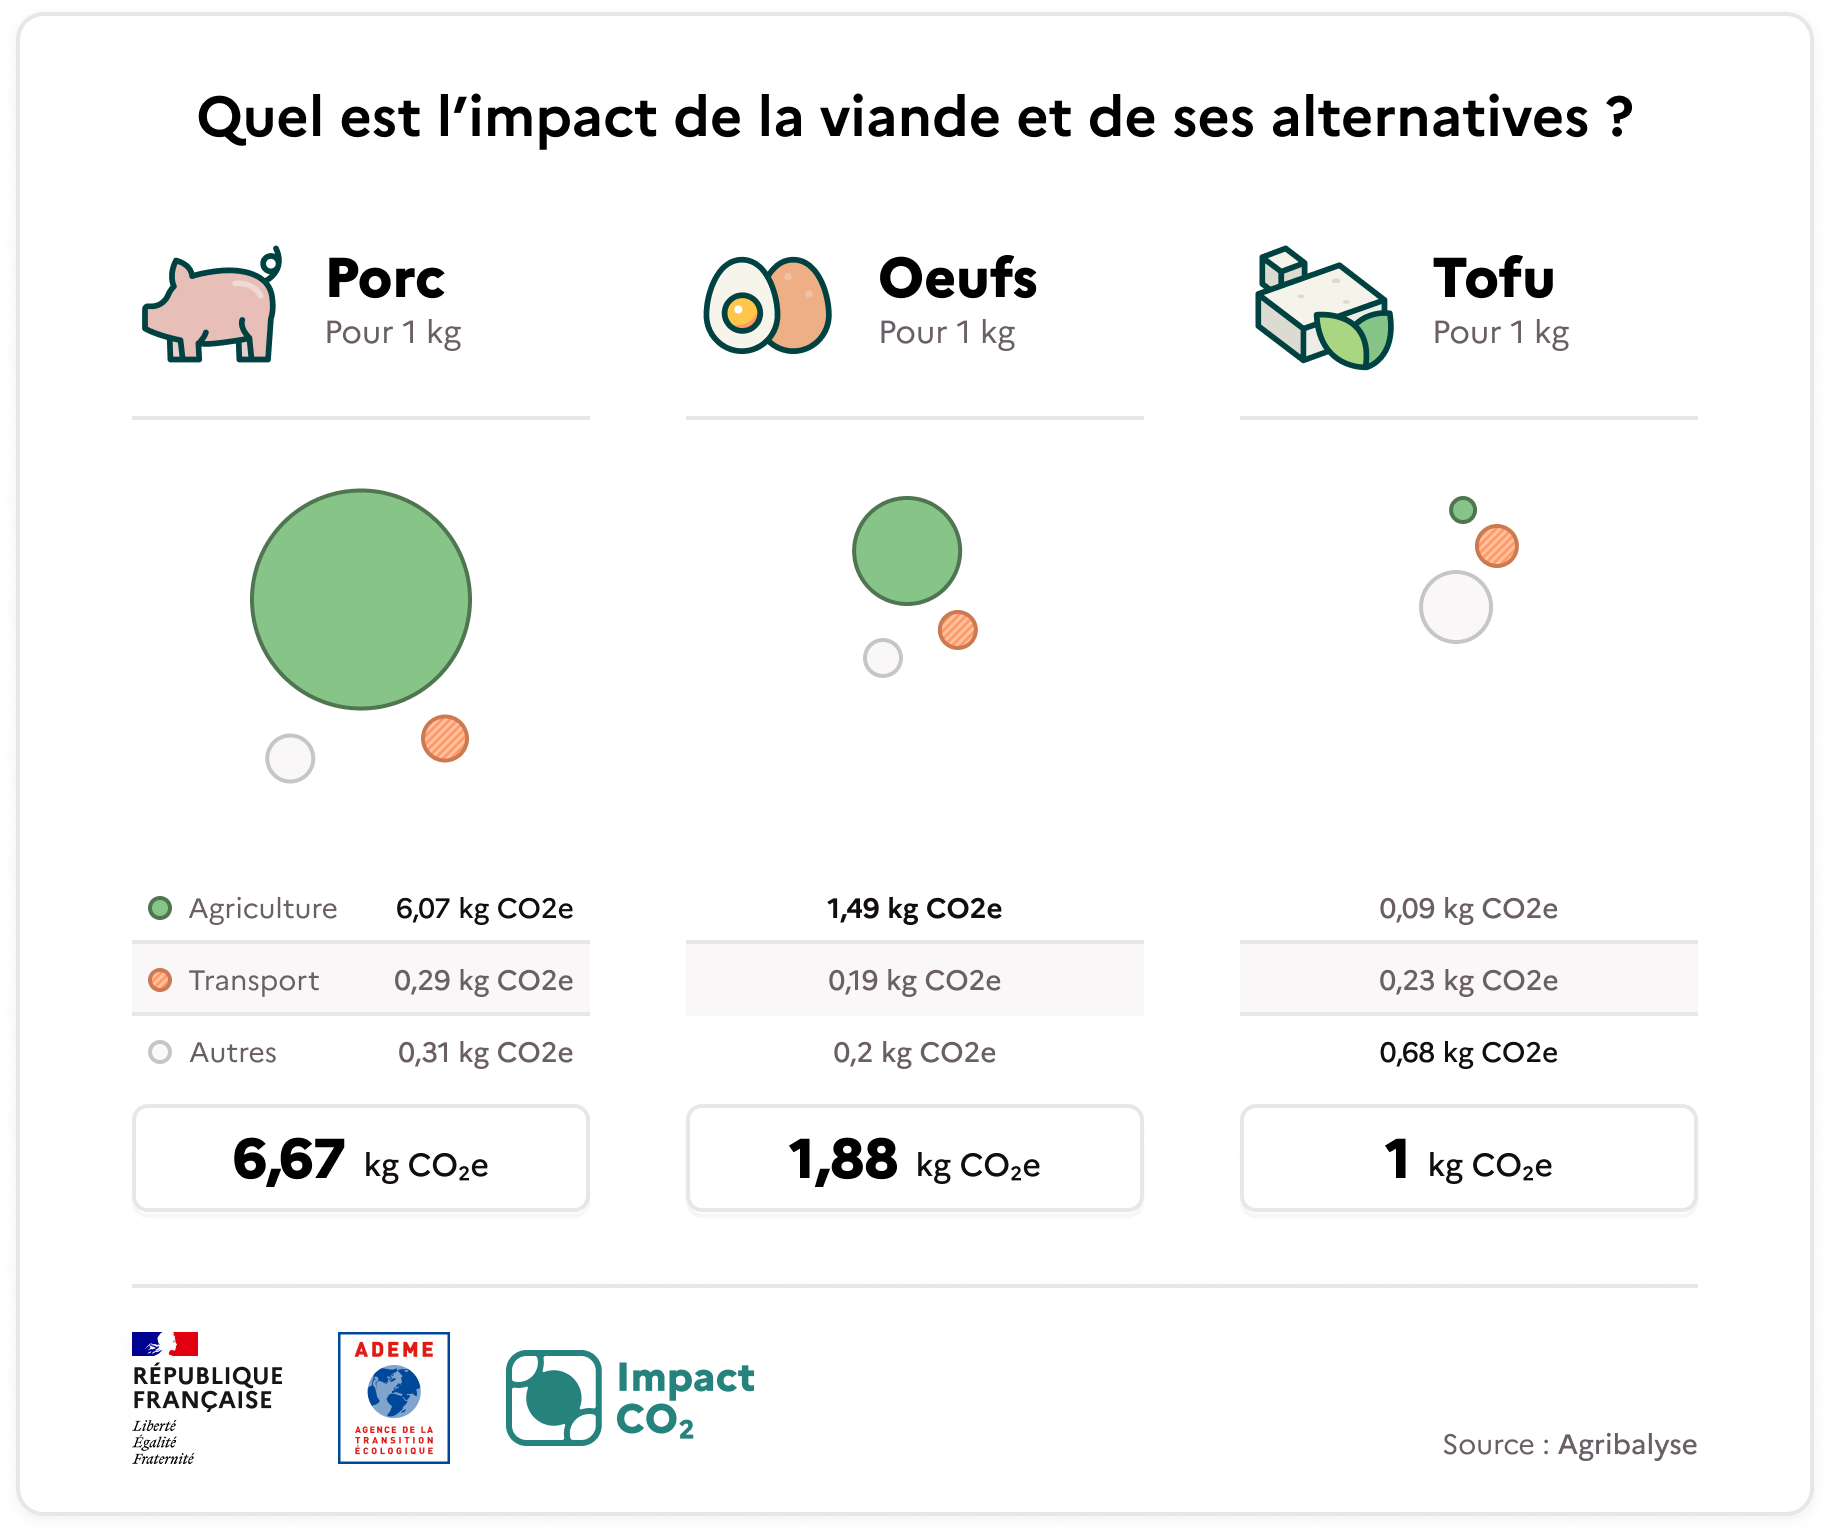 Quel est l’impact de la viande et de ses alternatives ?
Porc
Pour 1 kg
Oeufs
Pour 1 kg
Tofu
Pour 1 kg
Agriculture 6,07 kg CO2e 1,49 kg CO2e 0,09 kg CO2e
Transport 0,29 kg CO2e 0,19 kg CO2e 0,23 kg CO2e
Autres 0,31 kg CO2e 0,2 kg CO2e 0,68 kg CO2e
6,67 kg CO₂e 1,88 kg CO₂e 1 kg CO₂e
RÉPUBLIQUE
FRANÇAISE
Liberté
Égalité
Fraternité
ADEME
AGENCE DE LA
TRANSITION
ÉCOLOGIQUE
Impact
CO₂
Source : Agribalyse